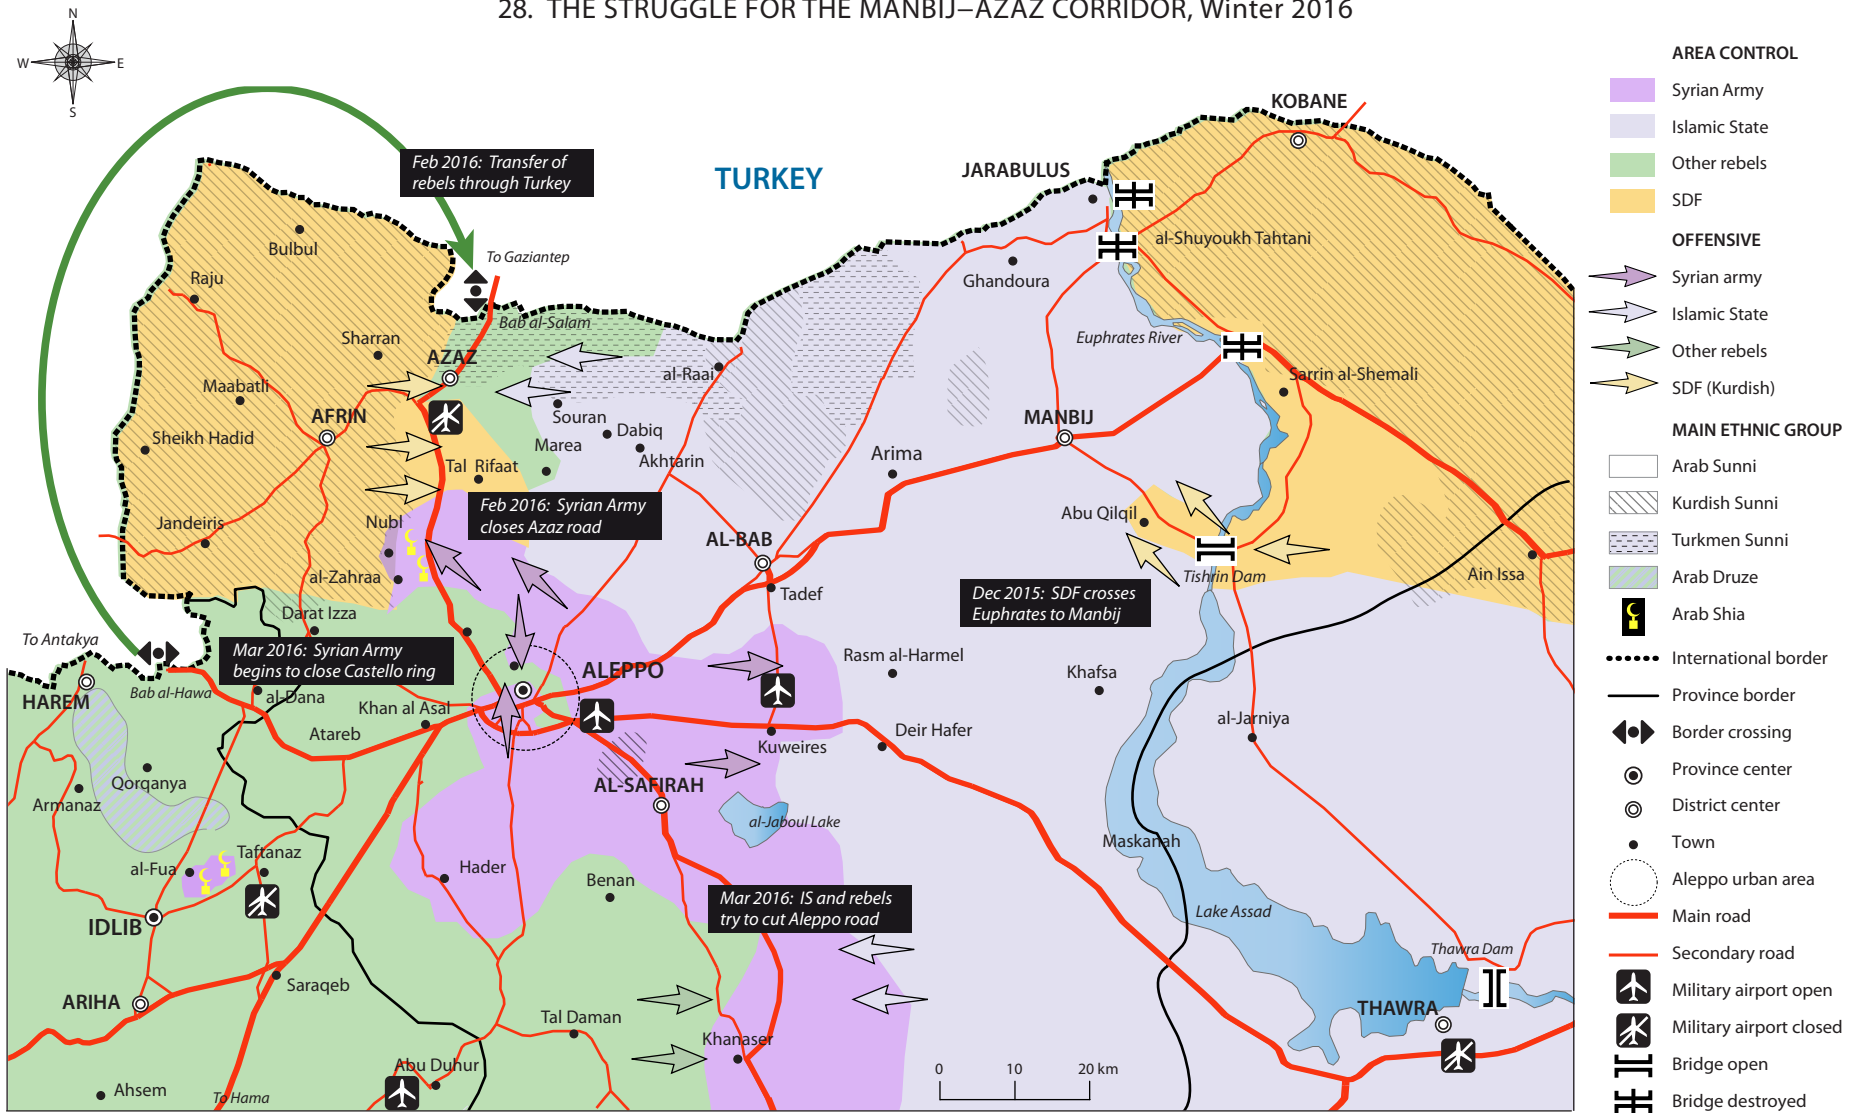 28. THE STRUGGLE FOR THE MANBIJ–AZAZ CORRIDOR, Winter 2016
N
W
E
S
TURKEY
Feb 2016: Transfer of
rebels through Turkey
To Gaziantep
Bab al-Salam
KOBANE
JARABULUS
al-Shuyoukh Tahtani
Ghandoura
Euphrates River
Bulbul
Raju
Sharran
AZAZ
Maabatli
AFRIN
Sheikh Hadid
al-Raai
Souran
Dabiq
Marea
Akhtarin
Tal Rifaat
Sarrin al-Shemali
MANBIJ
Arima
Jandeiris
Nubl
Feb 2016: Syrian Army
closes Azaz road
Abu Qilqil
AL-BAB
al-Zahraa
Tishrin Dam
Ain Issa
Tadef
Dec 2015: SDF crosses
Euphrates to Manbij
Darat Izza
To Antakya
Mar 2016: Syrian Army
begins to close Castello ring
ALEPPO
Rasm al-Harmel
Khafsa
HAREM
Bab al-Hawa
al-Dana
Khan al Asal
Atareb
al-Jarniya
Deir Hafer
Kuweires
Qorqanya
Armanaz
AL-SAFIRAH
al-Jaboul Lake
Maskanah
al-Fua
Taftanaz
Hader
Benan
Mar 2016: IS and rebels
try to cut Aleppo road
Lake Assad
IDLIB
Thawra Dam
Saraqeb
ARIHA
THAWRA
Tal Daman
Khanaser
Abu Duhur
Ahsem
To Hama
0
10
20 km
AREA CONTROL
Syrian Army
Islamic State
Other rebels
SDF
OFFENSIVE
Syrian army
Islamic State
Other rebels
SDF (Kurdish)
MAIN ETHNIC GROUP
Arab Sunni
Kurdish Sunni
Turkmen Sunni
Arab Druze
Arab Shia
International border
Province border
Border crossing
Province center
District center
Town
Aleppo urban area
Main road
Secondary road
Military airport open
Military airport closed
Bridge open
Bridge destroyed